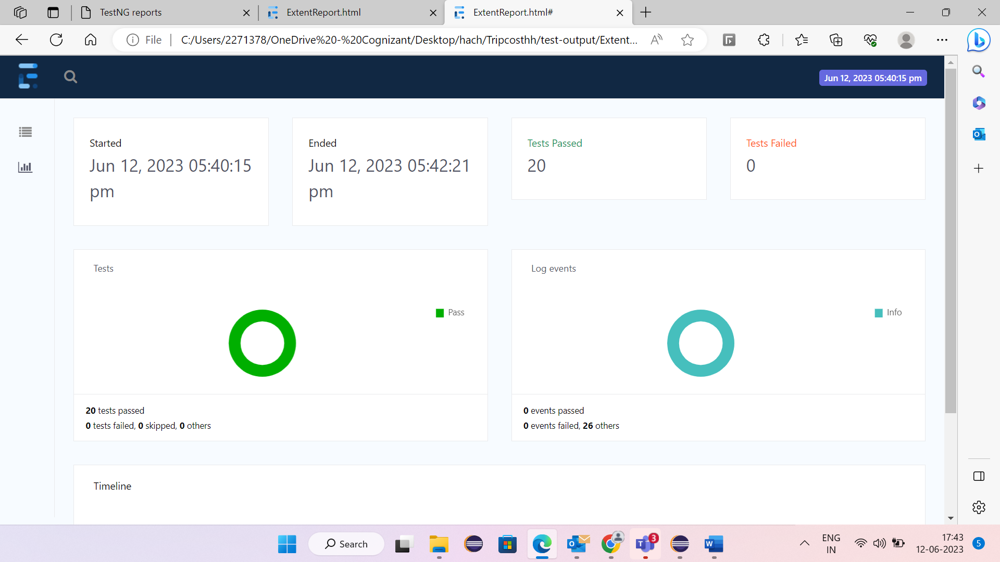 TestNG reports
ExtentReport.html
ExtentReport.html#
File
C:/Users/2271378/OneDrive%20-%20Cognizant/Desktop/hach/Tripcosthh/test-output/Extent...
Jun 12, 2023 05:40:15 pm
Started
Jun 12, 2023 05:40:15
pm
Ended
Jun 12, 2023 05:42:21
pm
Tests Passed
20
Tests Failed
0
Tests
Pass
20 tests passed
0 tests failed, 0 skipped, 0 others
Log events
Info
0 events passed
0 events failed, 26 others
Timeline
Search
3
ENG
IN
17:43
12-06-2023
5